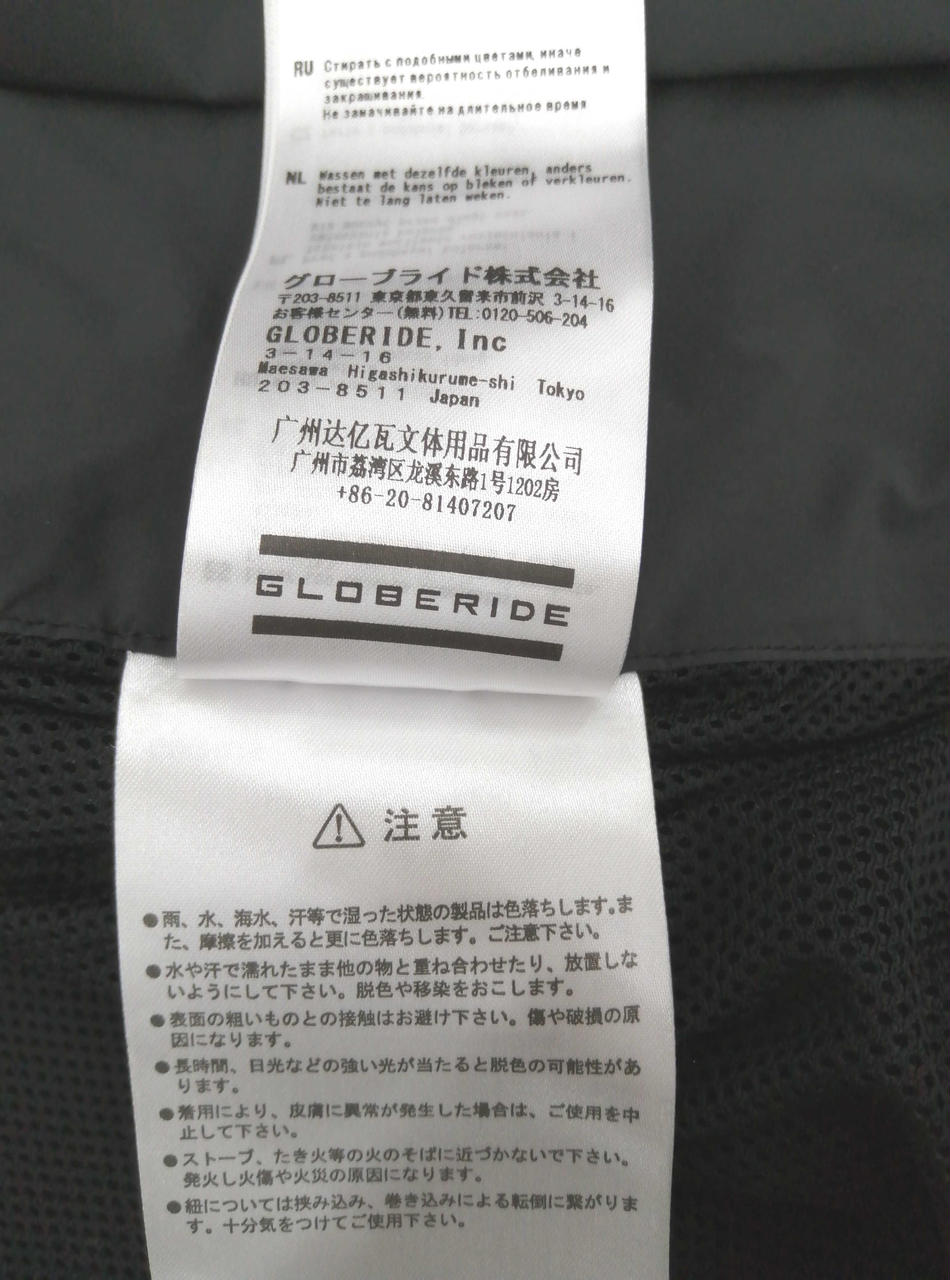 RU Стирать с подобными цветами, иначе
существует вероятность отбеливания и
закрашивания.
Не замачивайте на длительное время
NL Wassen met dezelfde kleuren, anders
bestaat de kans op bleken of verkleuren.
Niet te lang laten weken.
グローブライド株式会社
〒203-8511 東京都東久留米市前沢 3-14-16
お客様センター(無料)TEL:0120-506-204
GLOBERIDE, Inc
3-14-16
Maesawa Higashikurume-shi Tokyo
203-8511 Japan
广州达亿瓦文体用品有限公司
广州市荔湾区龙溪东路1号1202房
+86-20-81407207
GLOBERIDE
⚠ 注意
●雨、水、海水、汗等で湿った状態の製品は色落ちします。ま
た、摩擦を加えると更に色落ちします。ご注意下さい。
●水や汗で濡れたまま他の物と重ね合わせたり、放置しな
いようにして下さい。脱色や移染をおこします。
●表面の粗いものとの接触はお避け下さい。傷や破損の原
因になります。
●長時間、日光などの強い光が当たると脱色の可能性があ
ります。
●着用により、皮膚に異常が発生した場合は、ご使用を中
止して下さい。
●ストーブ、たき火等の火のそばに近づかないで下さい。
発火し火傷や火災の原因になります。
●紐については挟み込み、巻き込みによる転倒に繋がりま
す。十分気をつけてご使用下さい。